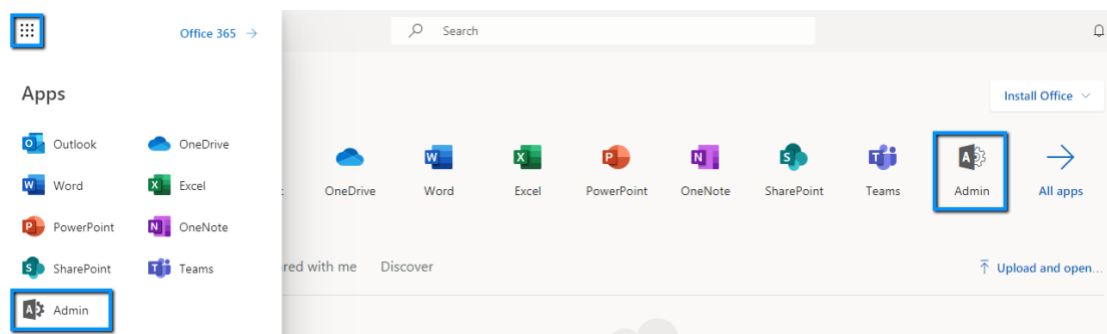 Office 365 →
Search
Apps
Install Office
Outlook
OneDrive
Word
Excel
PowerPoint
OneNote
SharePoint
Teams
Admin
OneDrive
Word
Excel
PowerPoint
OneNote
SharePoint
Teams
Admin
All apps
red with me
Discover
Upload and open...